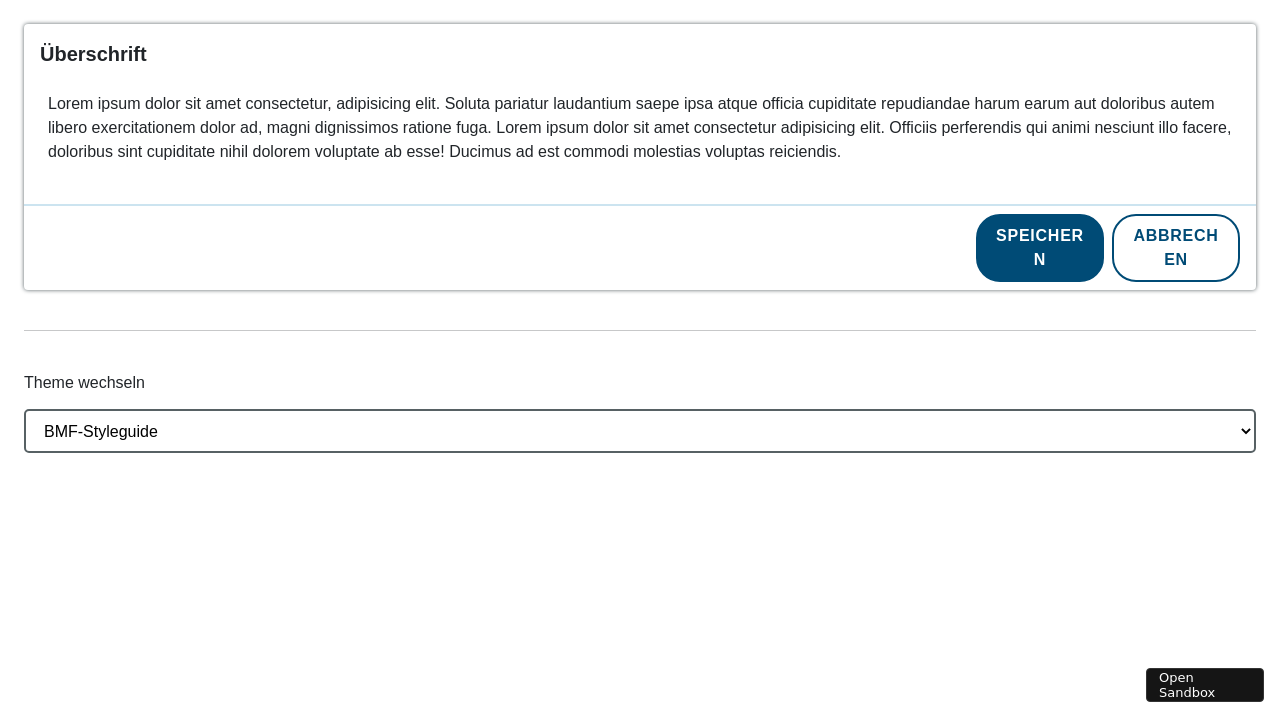 Überschrift
Lorem ipsum dolor sit amet consectetur, adipisicing elit. Soluta pariatur laudantium saepe ipsa atque officia cupiditate repudiandae harum earum aut doloribus autem
libero exercitationem dolor ad, magni dignissimos ratione fuga. Lorem ipsum dolor sit amet consectetur adipisicing elit. Officiis perferendis qui animi nesciunt illo facere,
doloribus sint cupiditate nihil dolorem voluptate ab esse! Ducimus ad est commodi molestias voluptas reiciendis.
SPEICHER
N
ABBRECH
EN
Theme wechseln
BMF-Styleguide
Open
Sandbox